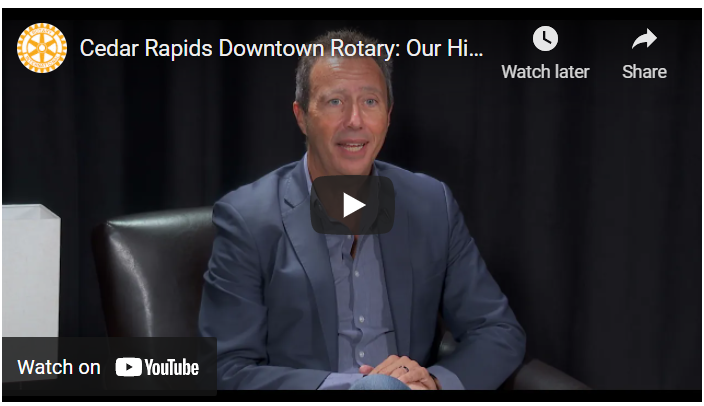 Cedar Rapids Downtown Rotary: Our Hi...
Watch later
Share
Watch on YouTube